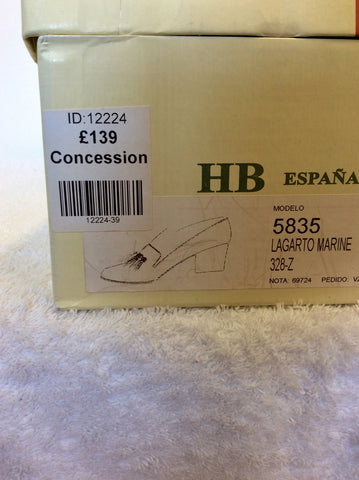 ID:12224
£139
Concession
12224-39
HB ESPAÑA
MODELO
5835
LAGARTO MARINE
328-Z
NOTA: 69724 PEDIDO: